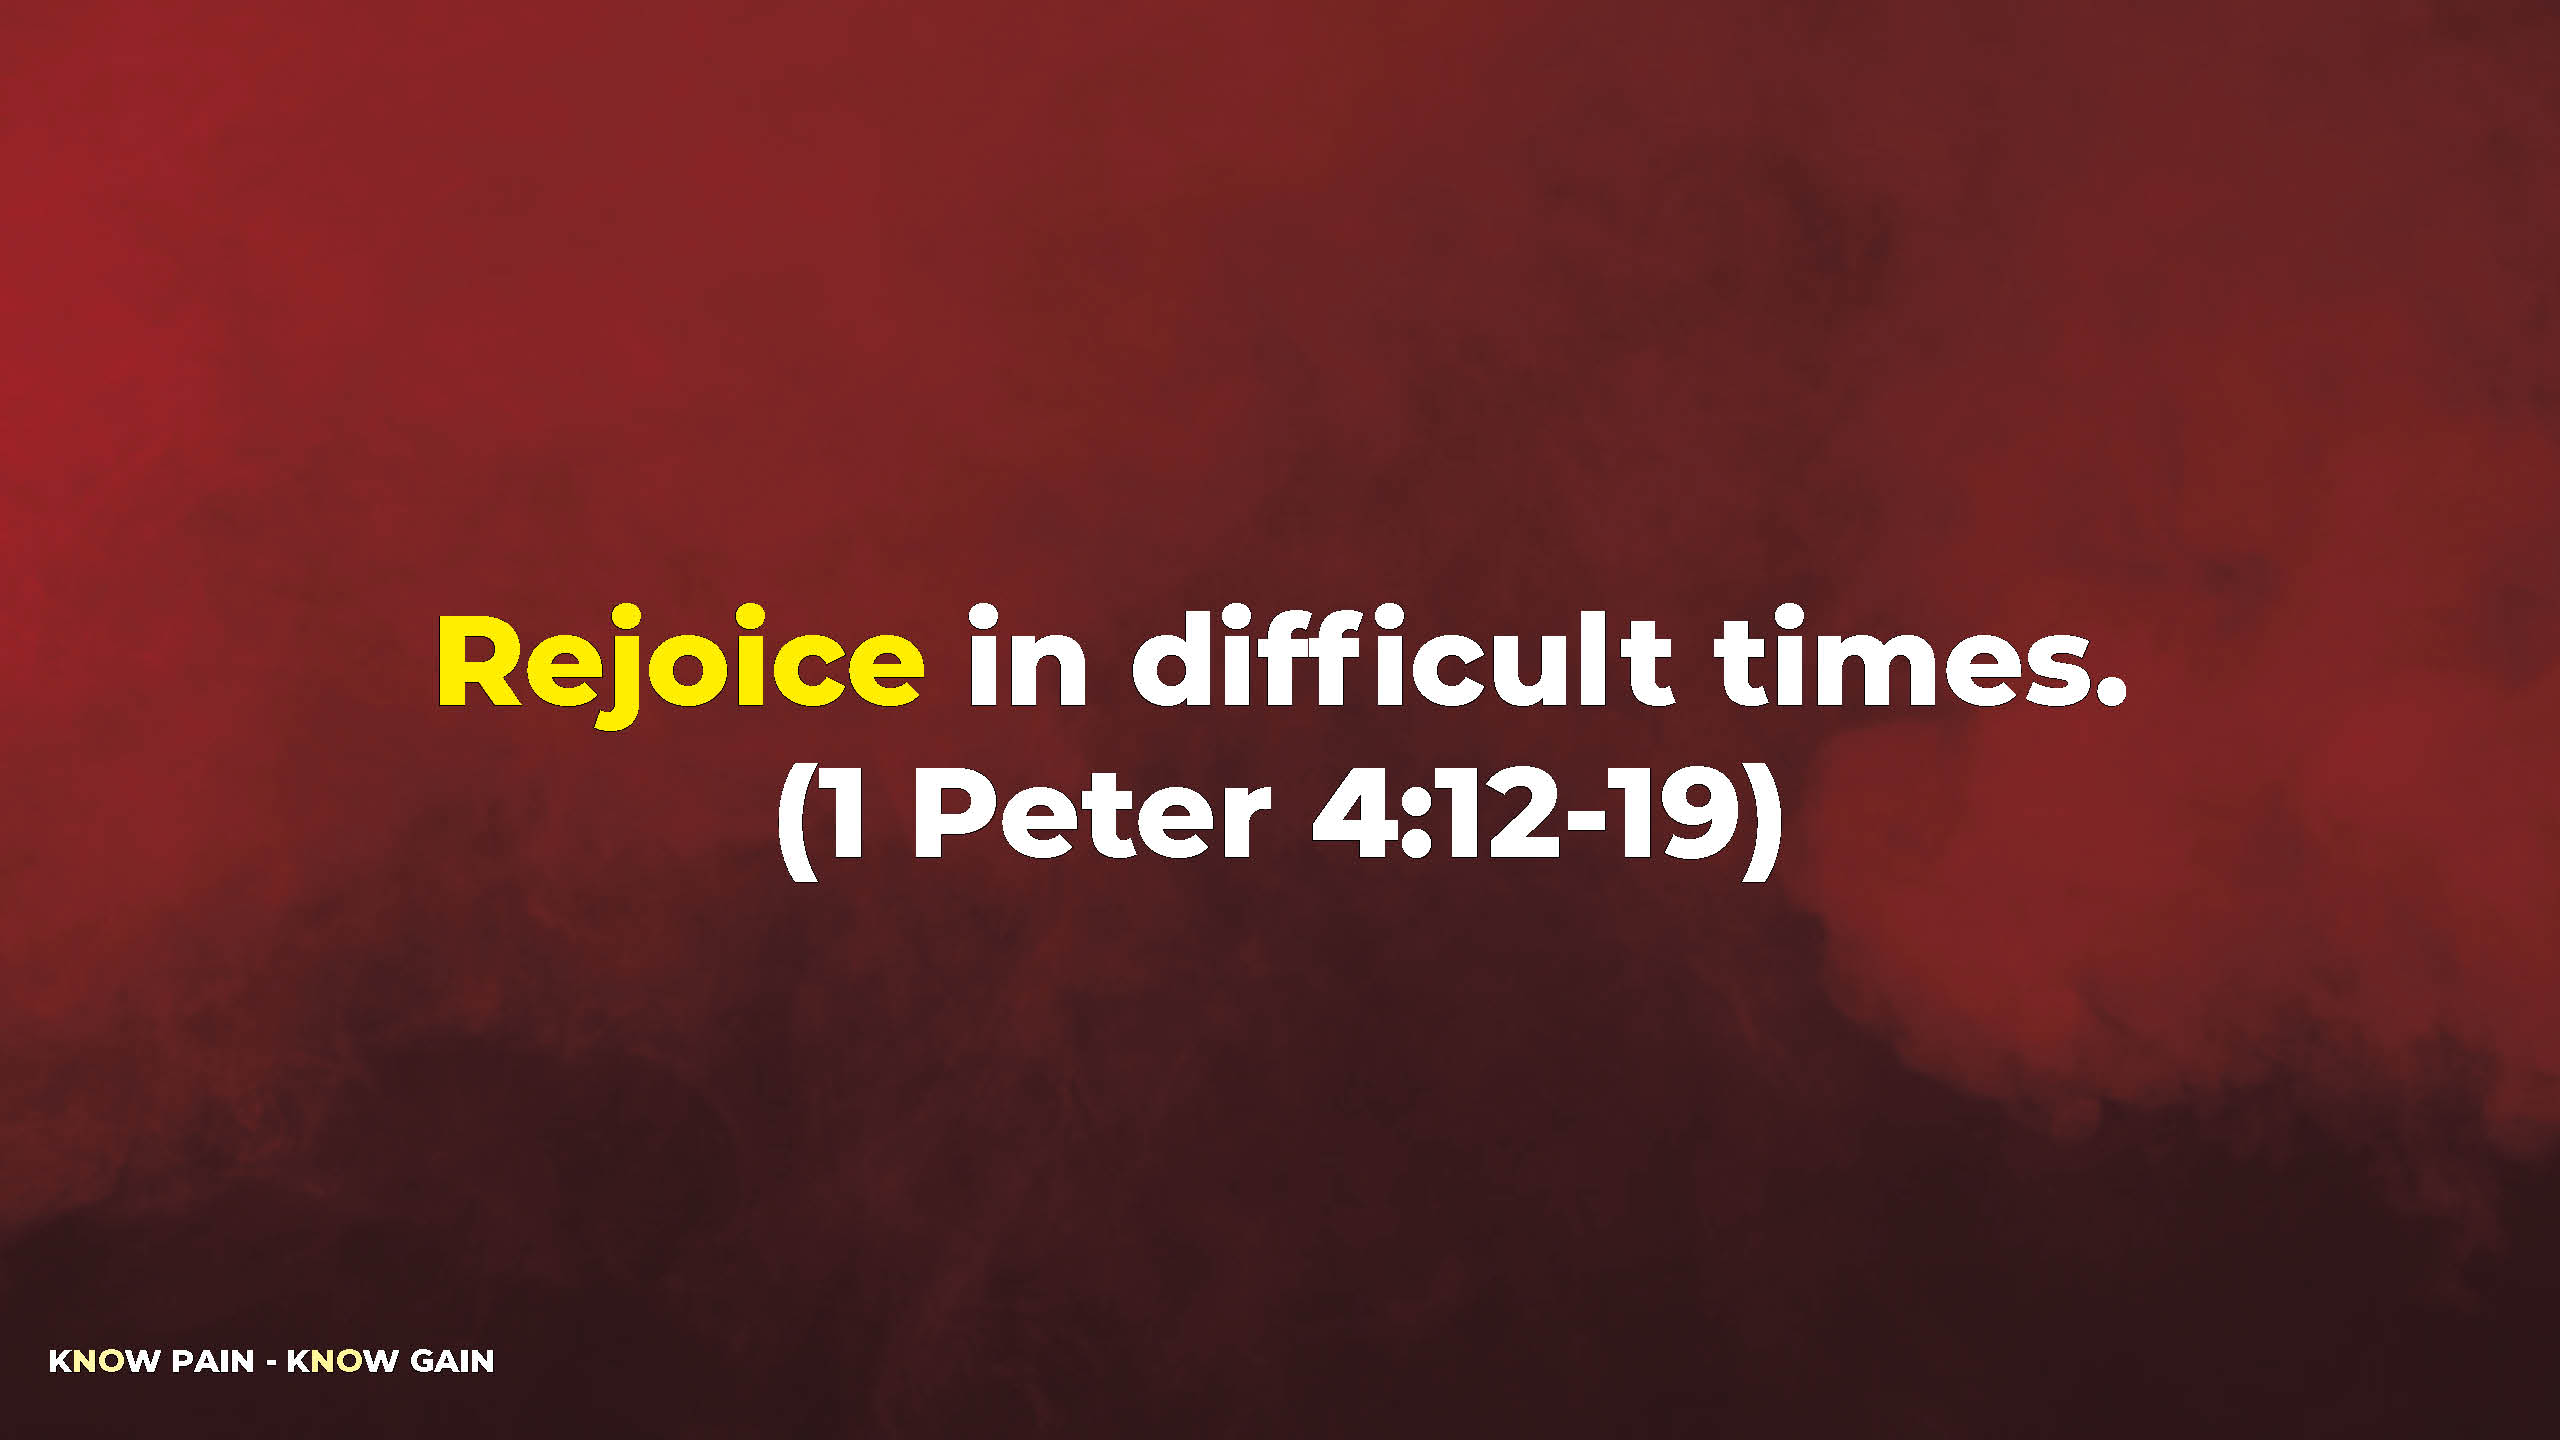 Rejoice in difficult times.
(1 Peter 4:12-19)
KNOW PAIN - KNOW GAIN